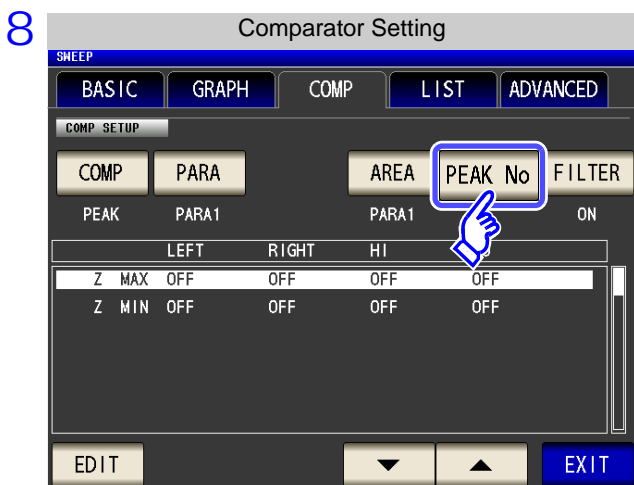 8
Comparator Setting
SWEEP
BASIC GRAPH COMP LIST ADVANCED
COMP SETUP
COMP PARA AREA PEAK No FILTER
PEAK PARA1 PARA1 ON
LEFT RIGHT HI
Z MAX OFF OFF OFF OFF
Z MIN OFF OFF OFF OFF
EDIT ▼ ▲ EXIT